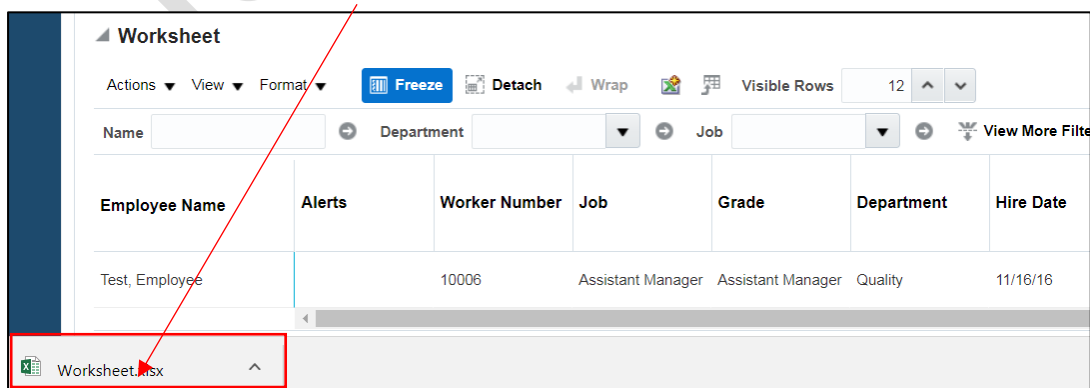 Worksheet
Actions View Format Freeze Detach Wrap Visible Rows 12
Name Department Job View More Filte
Employee Name Alerts Worker Number Job Grade Department Hire Date
Test, Employee 10006 Assistant Manager Assistant Manager Quality 11/16/16
Worksheet.xlsx